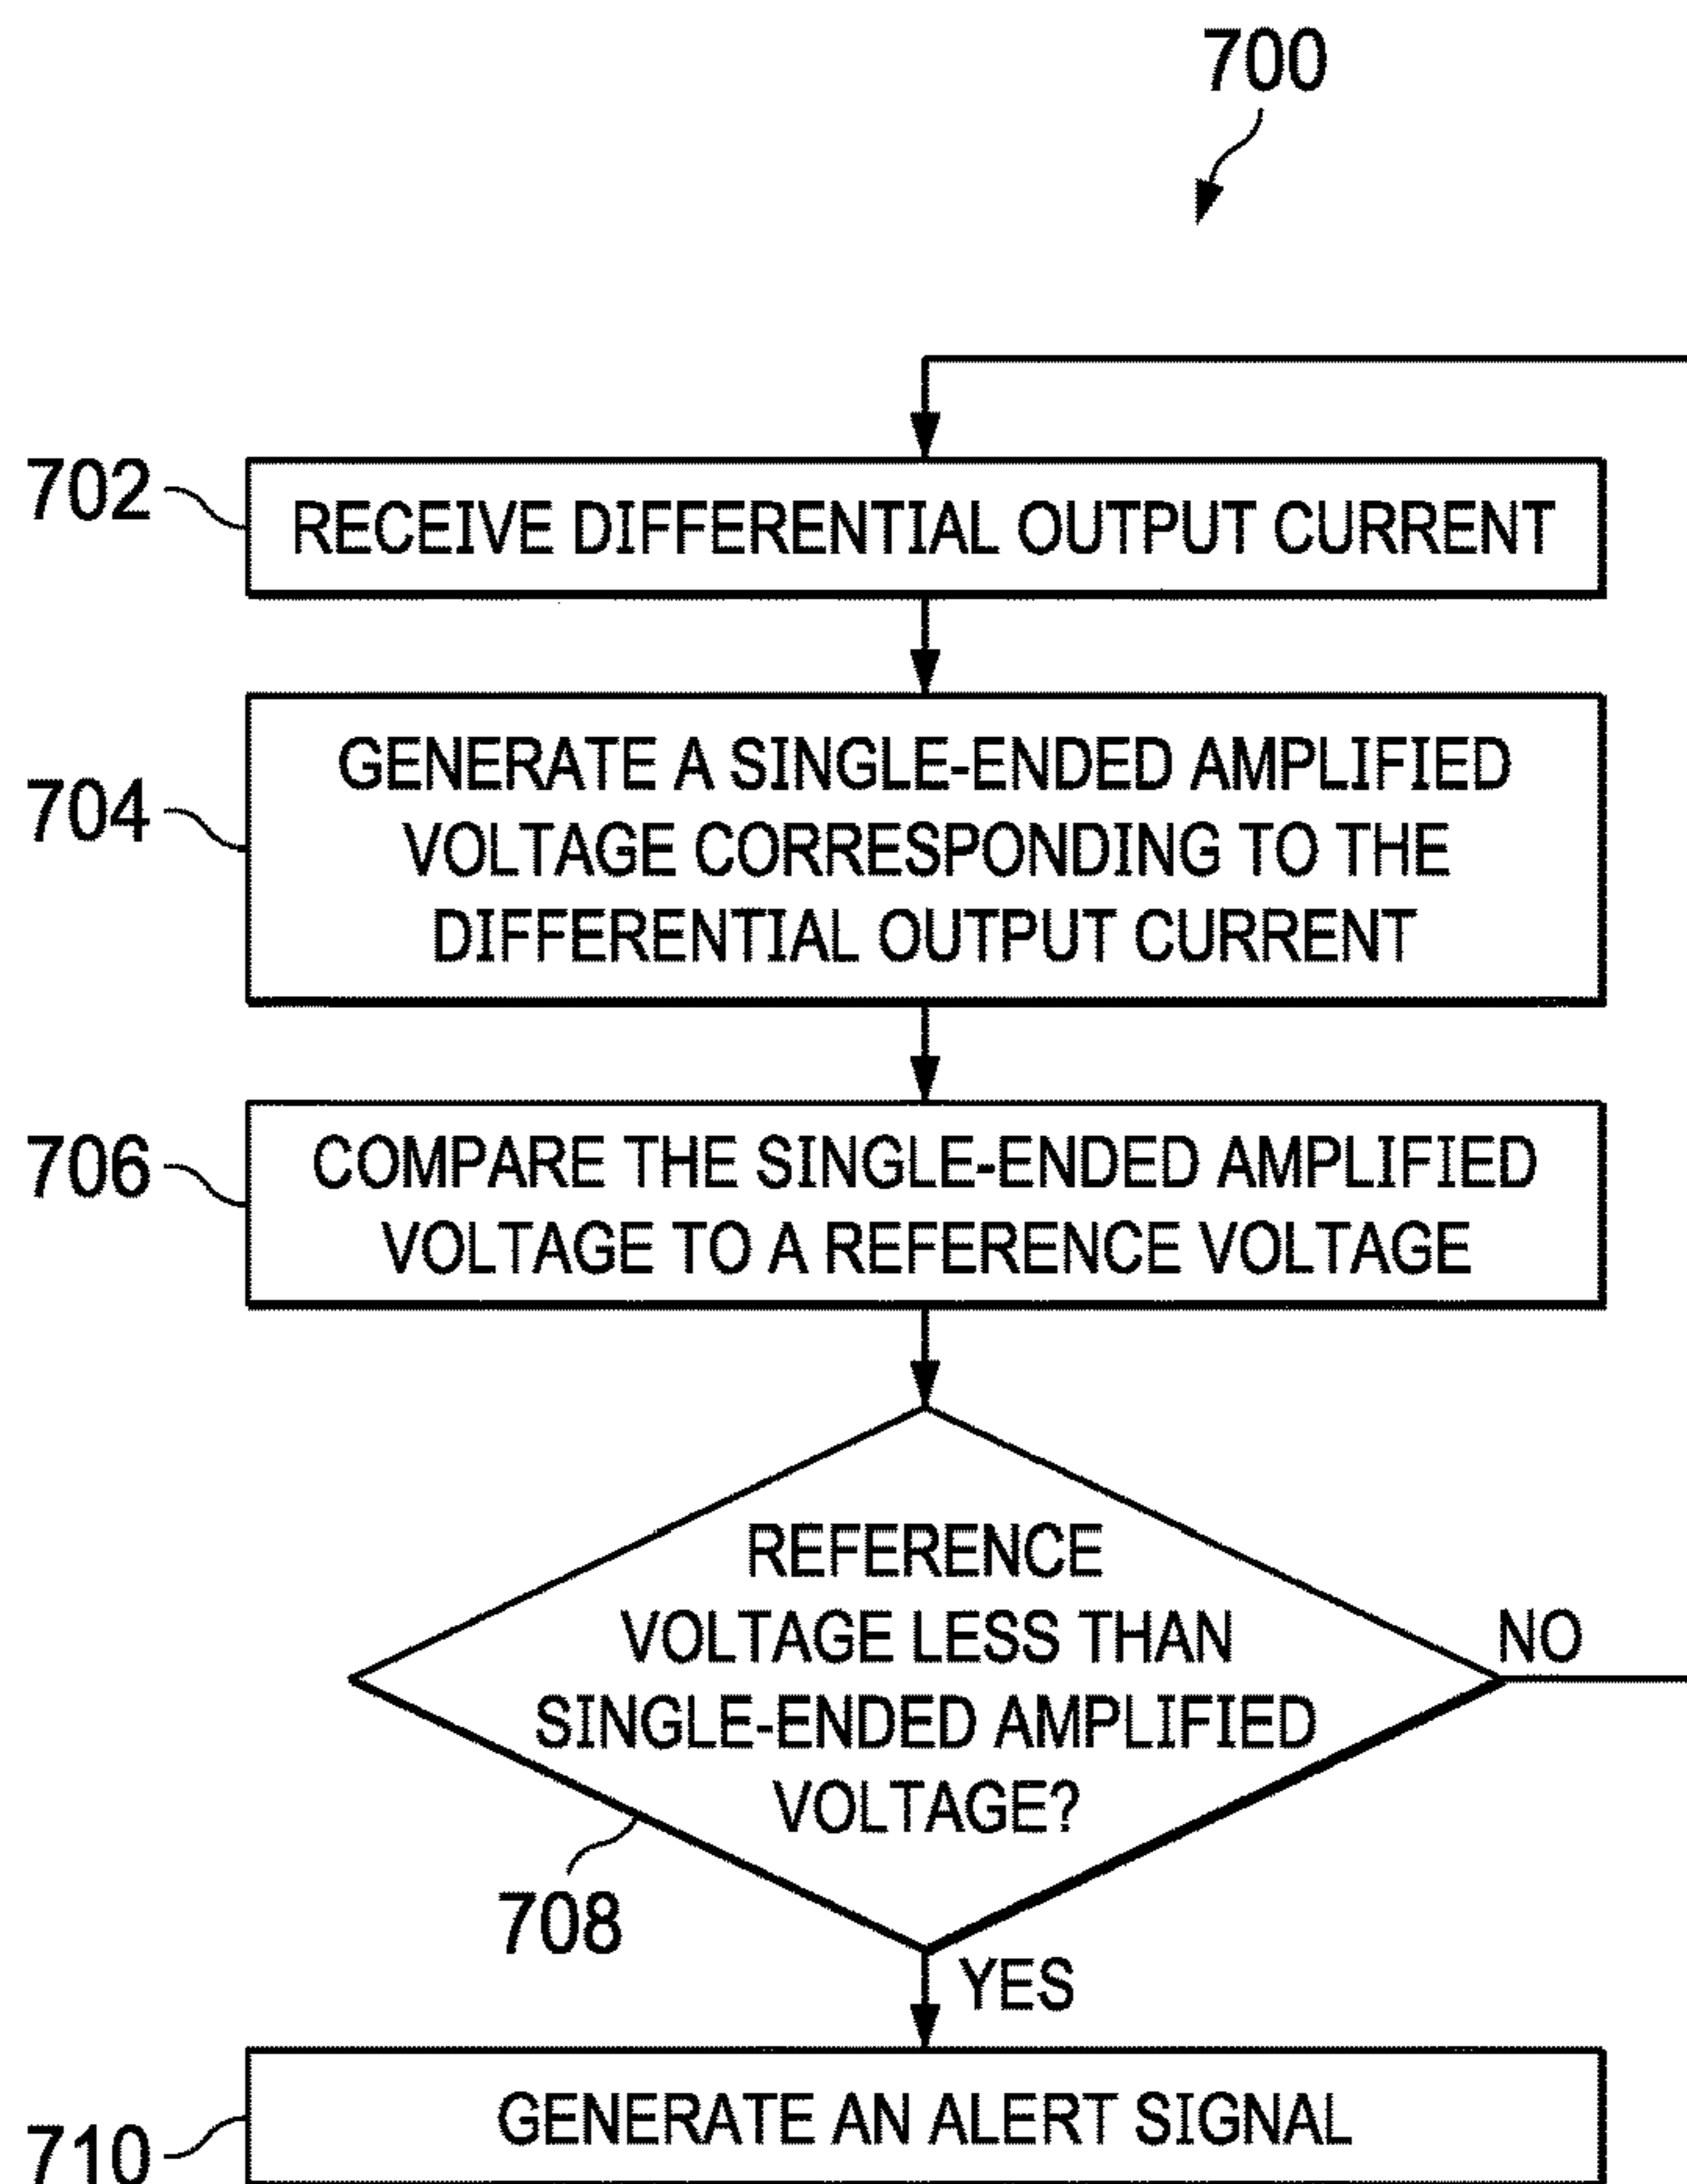 700
702
RECEIVE DIFFERENTIAL OUTPUT CURRENT
704
GENERATE A SINGLE-ENDED AMPLIFIED
VOLTAGE CORRESPONDING TO THE
DIFFERENTIAL OUTPUT CURRENT
706
COMPARE THE SINGLE-ENDED AMPLIFIED
VOLTAGE TO A REFERENCE VOLTAGE
REFERENCE
VOLTAGE LESS THAN
SINGLE-ENDED AMPLIFIED
VOLTAGE?
NO
708
YES
710
GENERATE AN ALERT SIGNAL